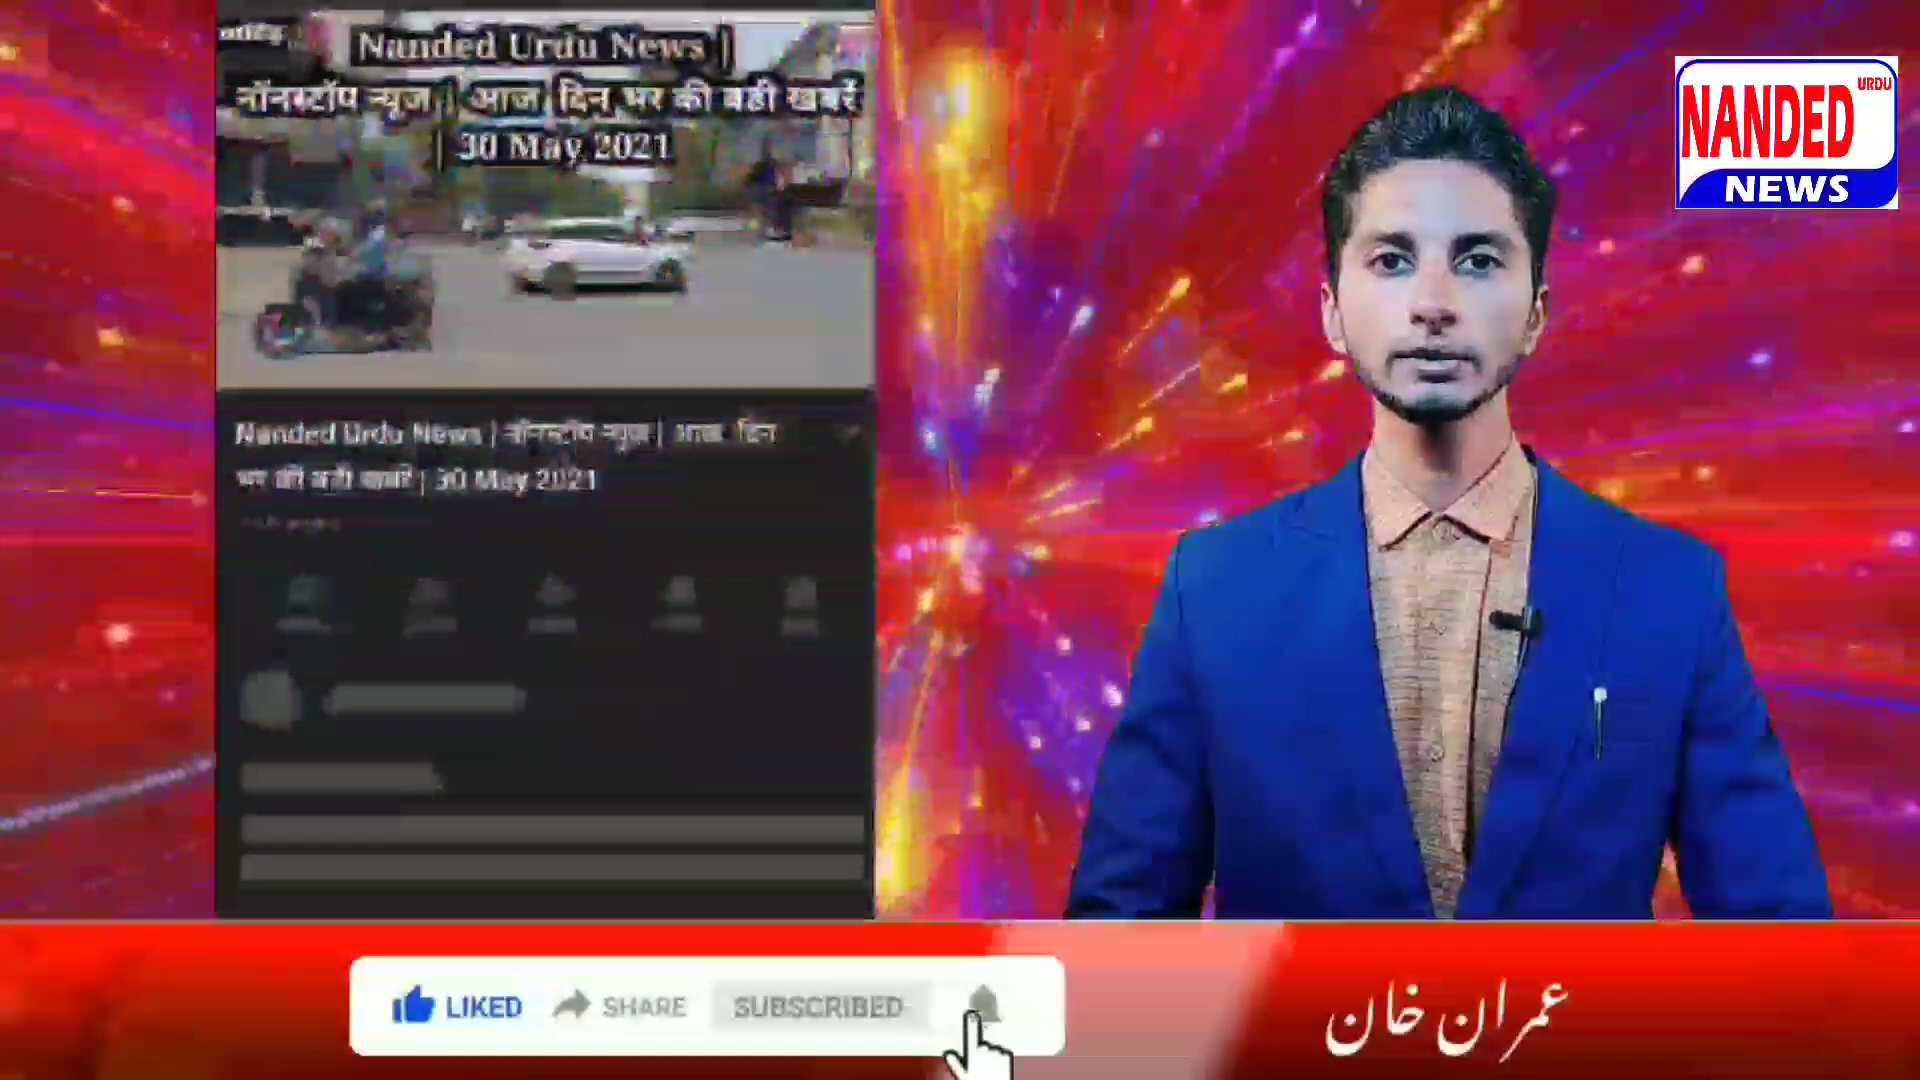 Nanded Urdu News |
नॉनस्टॉप न्यूज | आज दिन भर की बडी खबरें
| 30 May 2021
Nanded Urdu News | नॉनस्टॉप न्यूज | आज दिन
भर की बडी खबरें | 30 May 2021
NANDED URDU
NEWS
LIKED SHARE SUBSCRIBED
عمران خان